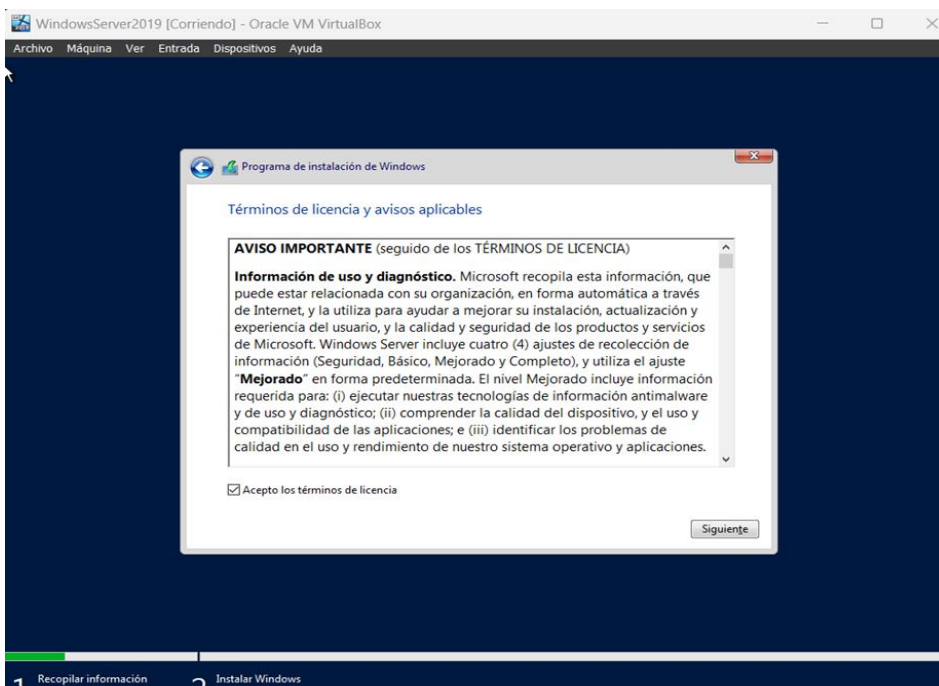 WindowsServer2019 [Corriendo] - Oracle VM VirtualBox
Archivo Máquina Ver Entrada Dispositivos Ayuda
Programa de instalación de Windows
Términos de licencia y avisos aplicables
AVISO IMPORTANTE (seguido de los TÉRMINOS DE LICENCIA)
Información de uso y diagnóstico. Microsoft recopila esta información, que
puede estar relacionada con su organización, en forma automática a través
de Internet, y la utiliza para ayudar a mejorar su instalación, actualización y
experiencia del usuario, y la calidad y seguridad de los productos y servicios
de Microsoft. Windows Server incluye cuatro (4) ajustes de recolección de
información (Seguridad, Básico, Mejorado y Completo), y utiliza el ajuste
"Mejorado" en forma predeterminada. El nivel Mejorado incluye información
requerida para: (i) ejecutar nuestras tecnologías de información antimalware
y de uso y diagnóstico; (ii) comprender la calidad del dispositivo, y el uso y
compatibilidad de las aplicaciones; e (iii) identificar los problemas de
calidad en el uso y rendimiento de nuestro sistema operativo y aplicaciones.
Acepto los términos de licencia
Siguiente
1 Recopilar información 2 Instalar Windows